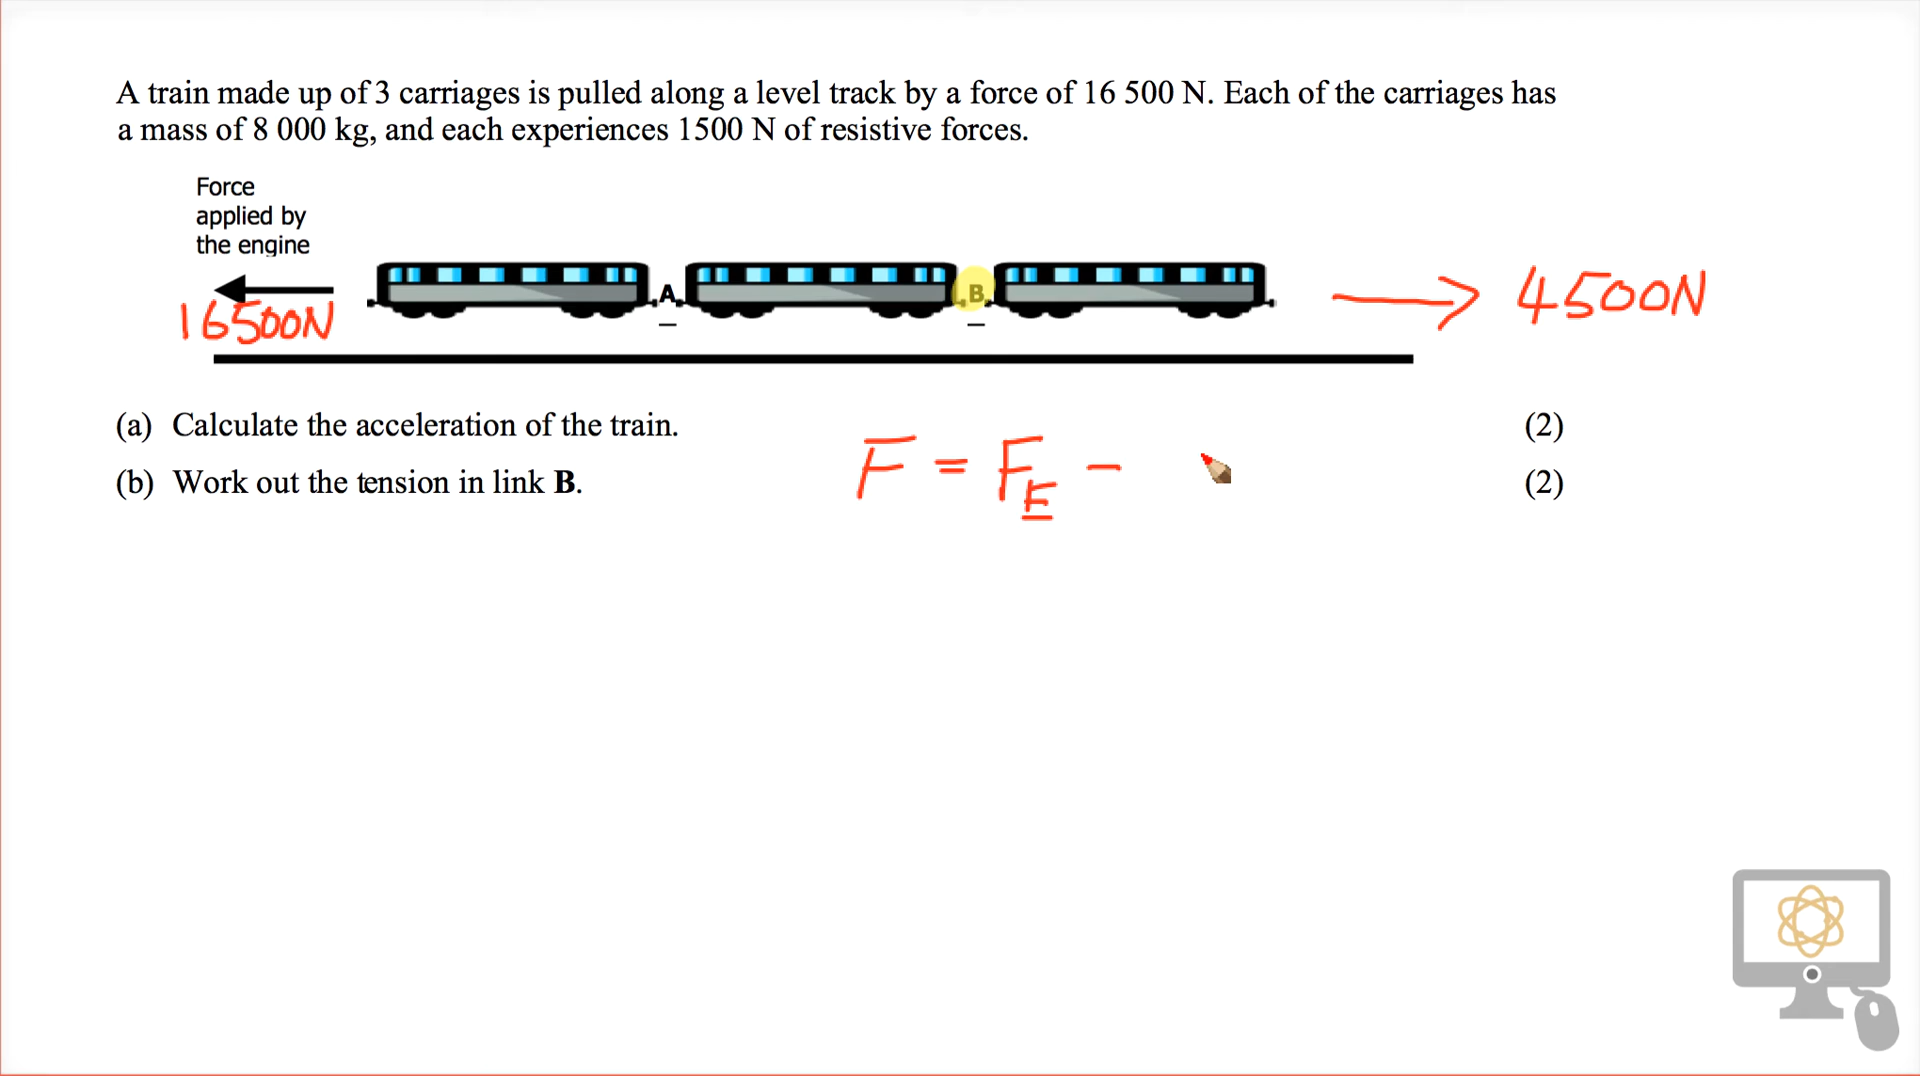 A train made up of 3 carriages is pulled along a level track by a force of 16 500 N. Each of the carriages has
a mass of 8 000 kg, and each experiences 1500 N of resistive forces.
Force
applied by
the engine
16500N
A
B
4500N
(a) Calculate the acceleration of the train. (2)
F = F_E -
(b) Work out the tension in link B. (2)